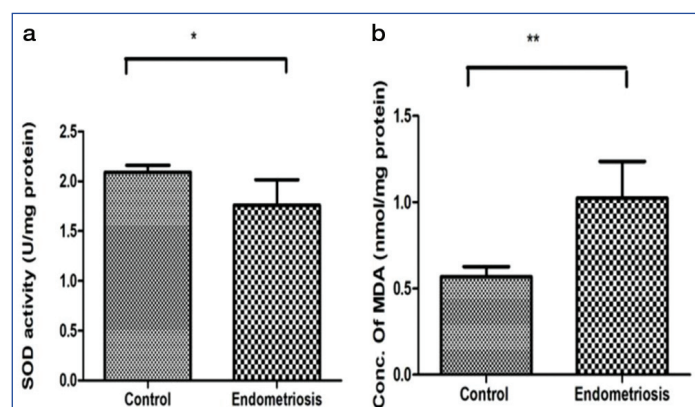 a
*
SOD activity (U/mg protein)
2.5
2.0
1.5
1.0
0.5
0.0
Control
Endometriosis
b
**
Conc. Of MDA (nmol/mg protein)
1.5
1.0
0.5
0.0
Control
Endometriosis